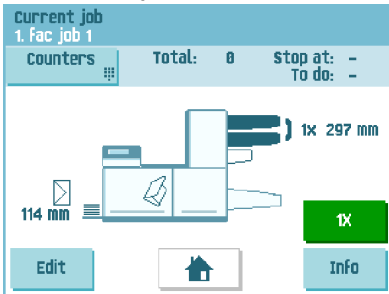 Current job
1. Fac job 1
Counters
Total: 0
Stop at: -
To do: -
1x 297 mm
114 mm
1X
Edit
Info